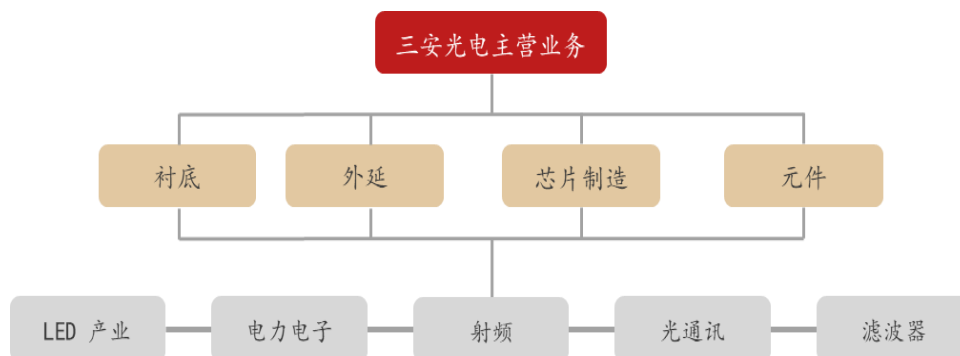 三安光电主营业务
衬底
外延
芯片制造
元件
LED 产业
电力电子
射频
光通讯
滤波器